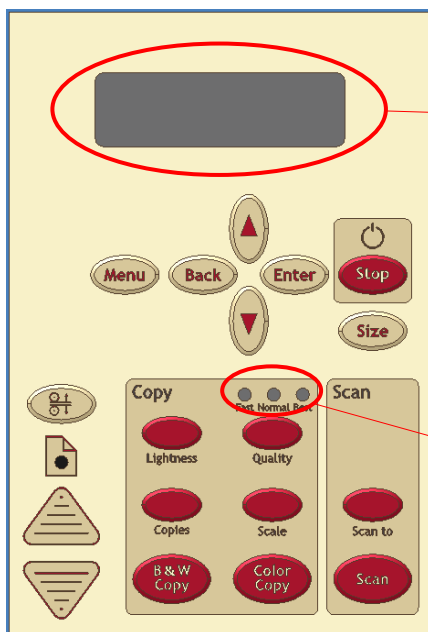 Menu Back Enter Stop
Size
Copy Scan
Fast Normal Best
Lightness Quality
Copies Scale Scan to
B & W Copy
Color Copy
Scan